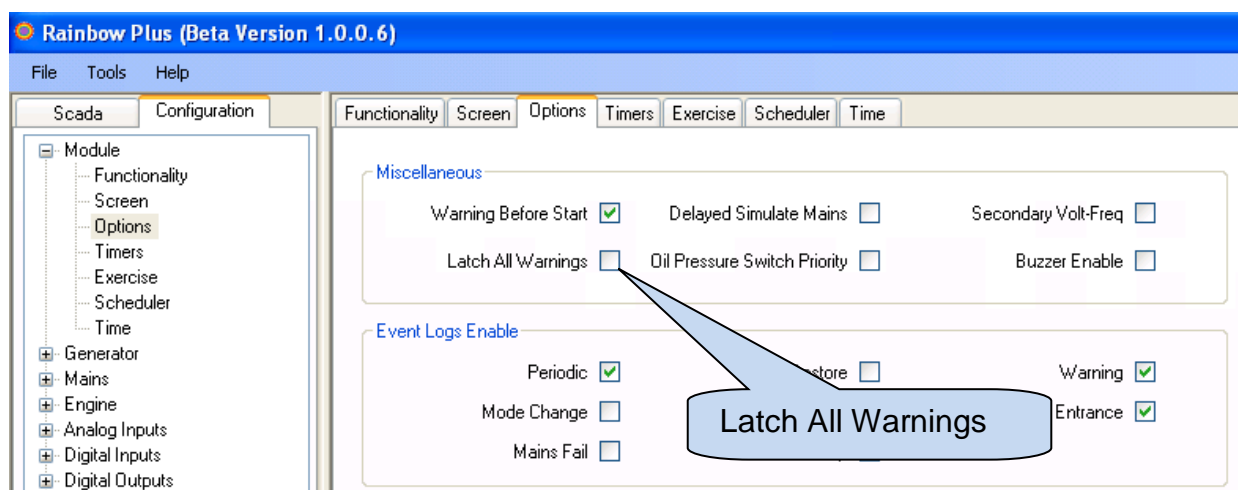 Rainbow Plus (Beta Version 1.0.0.6)
File Tools Help
Scada Configuration
Module
Functionality
Screen
Options
Timers
Exercise
Scheduler
Time
Generator
Mains
Engine
Analog Inputs
Digital Inputs
Digital Outputs
Functionality Screen Options Timers Exercise Scheduler Time
Miscellaneous
Warning Before Start Delayed Simulate Mains Secondary Volt-Freq
Latch All Warnings Oil Pressure Switch Priority Buzzer Enable
Event Logs Enable
Periodic Warning
Mode Change Entrance
Mains Fail
Latch All Warnings